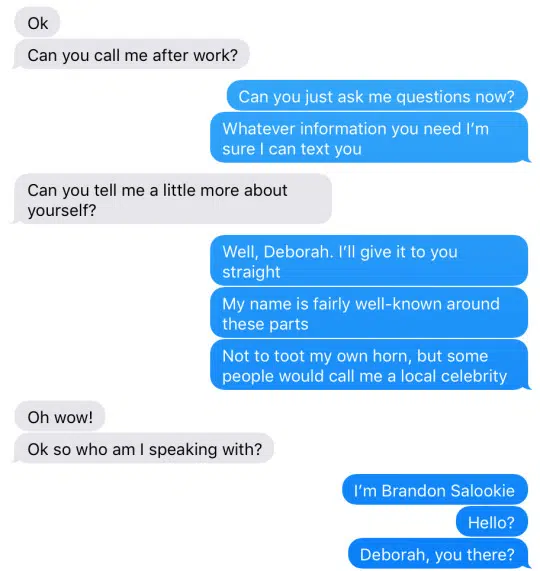 Ok
Can you call me after work?
Can you just ask me questions now?
Whatever information you need I'm
sure I can text you
Can you tell me a little more about
yourself?
Well, Deborah. I'll give it to you
straight
My name is fairly well-known around
these parts
Not to toot my own horn, but some
people would call me a local celebrity
Oh wow!
Ok so who am I speaking with?
I'm Brandon Salookie
Hello?
Deborah, you there?